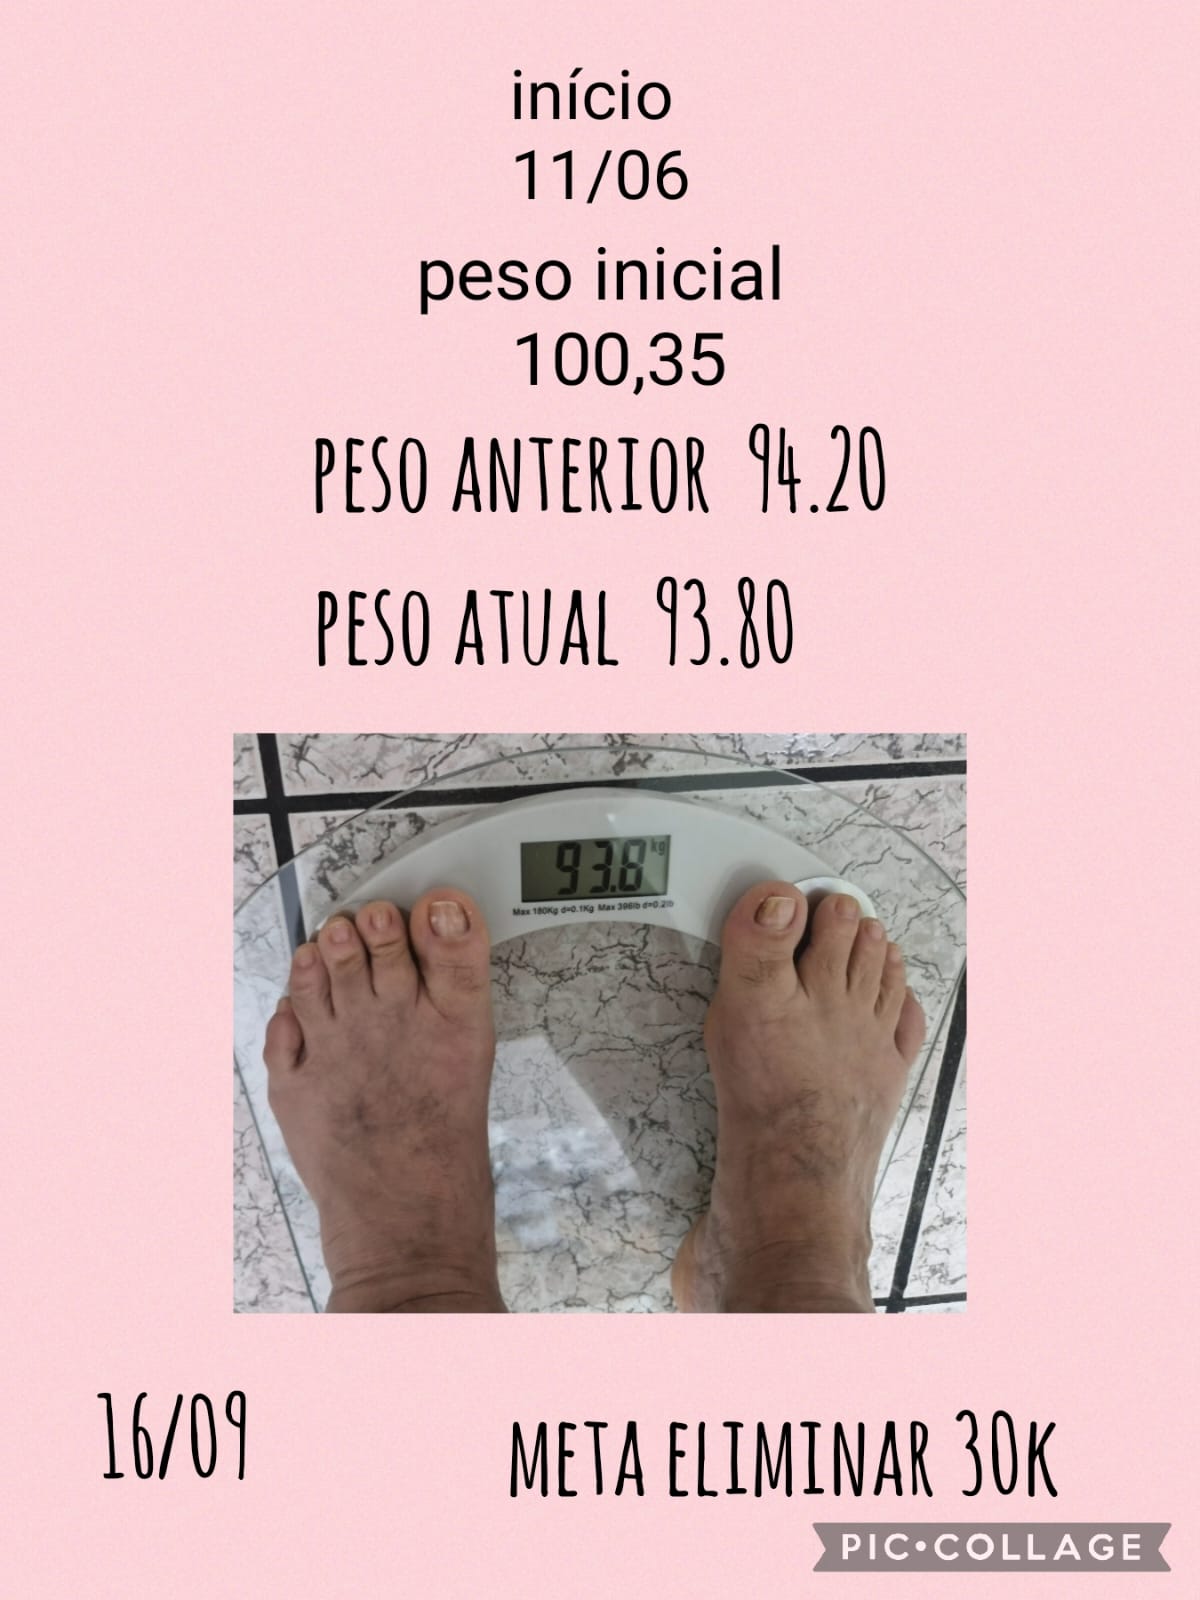 início
11/06
peso inicial
100,35
PESO ANTERIOR 94.20
PESO ATUAL 93.80
93.8 kg
Max 180Kg d=0.1Kg Max 396lb d=0.2lb
16/09
META ELIMINAR 30K
PIC•COLLAGE